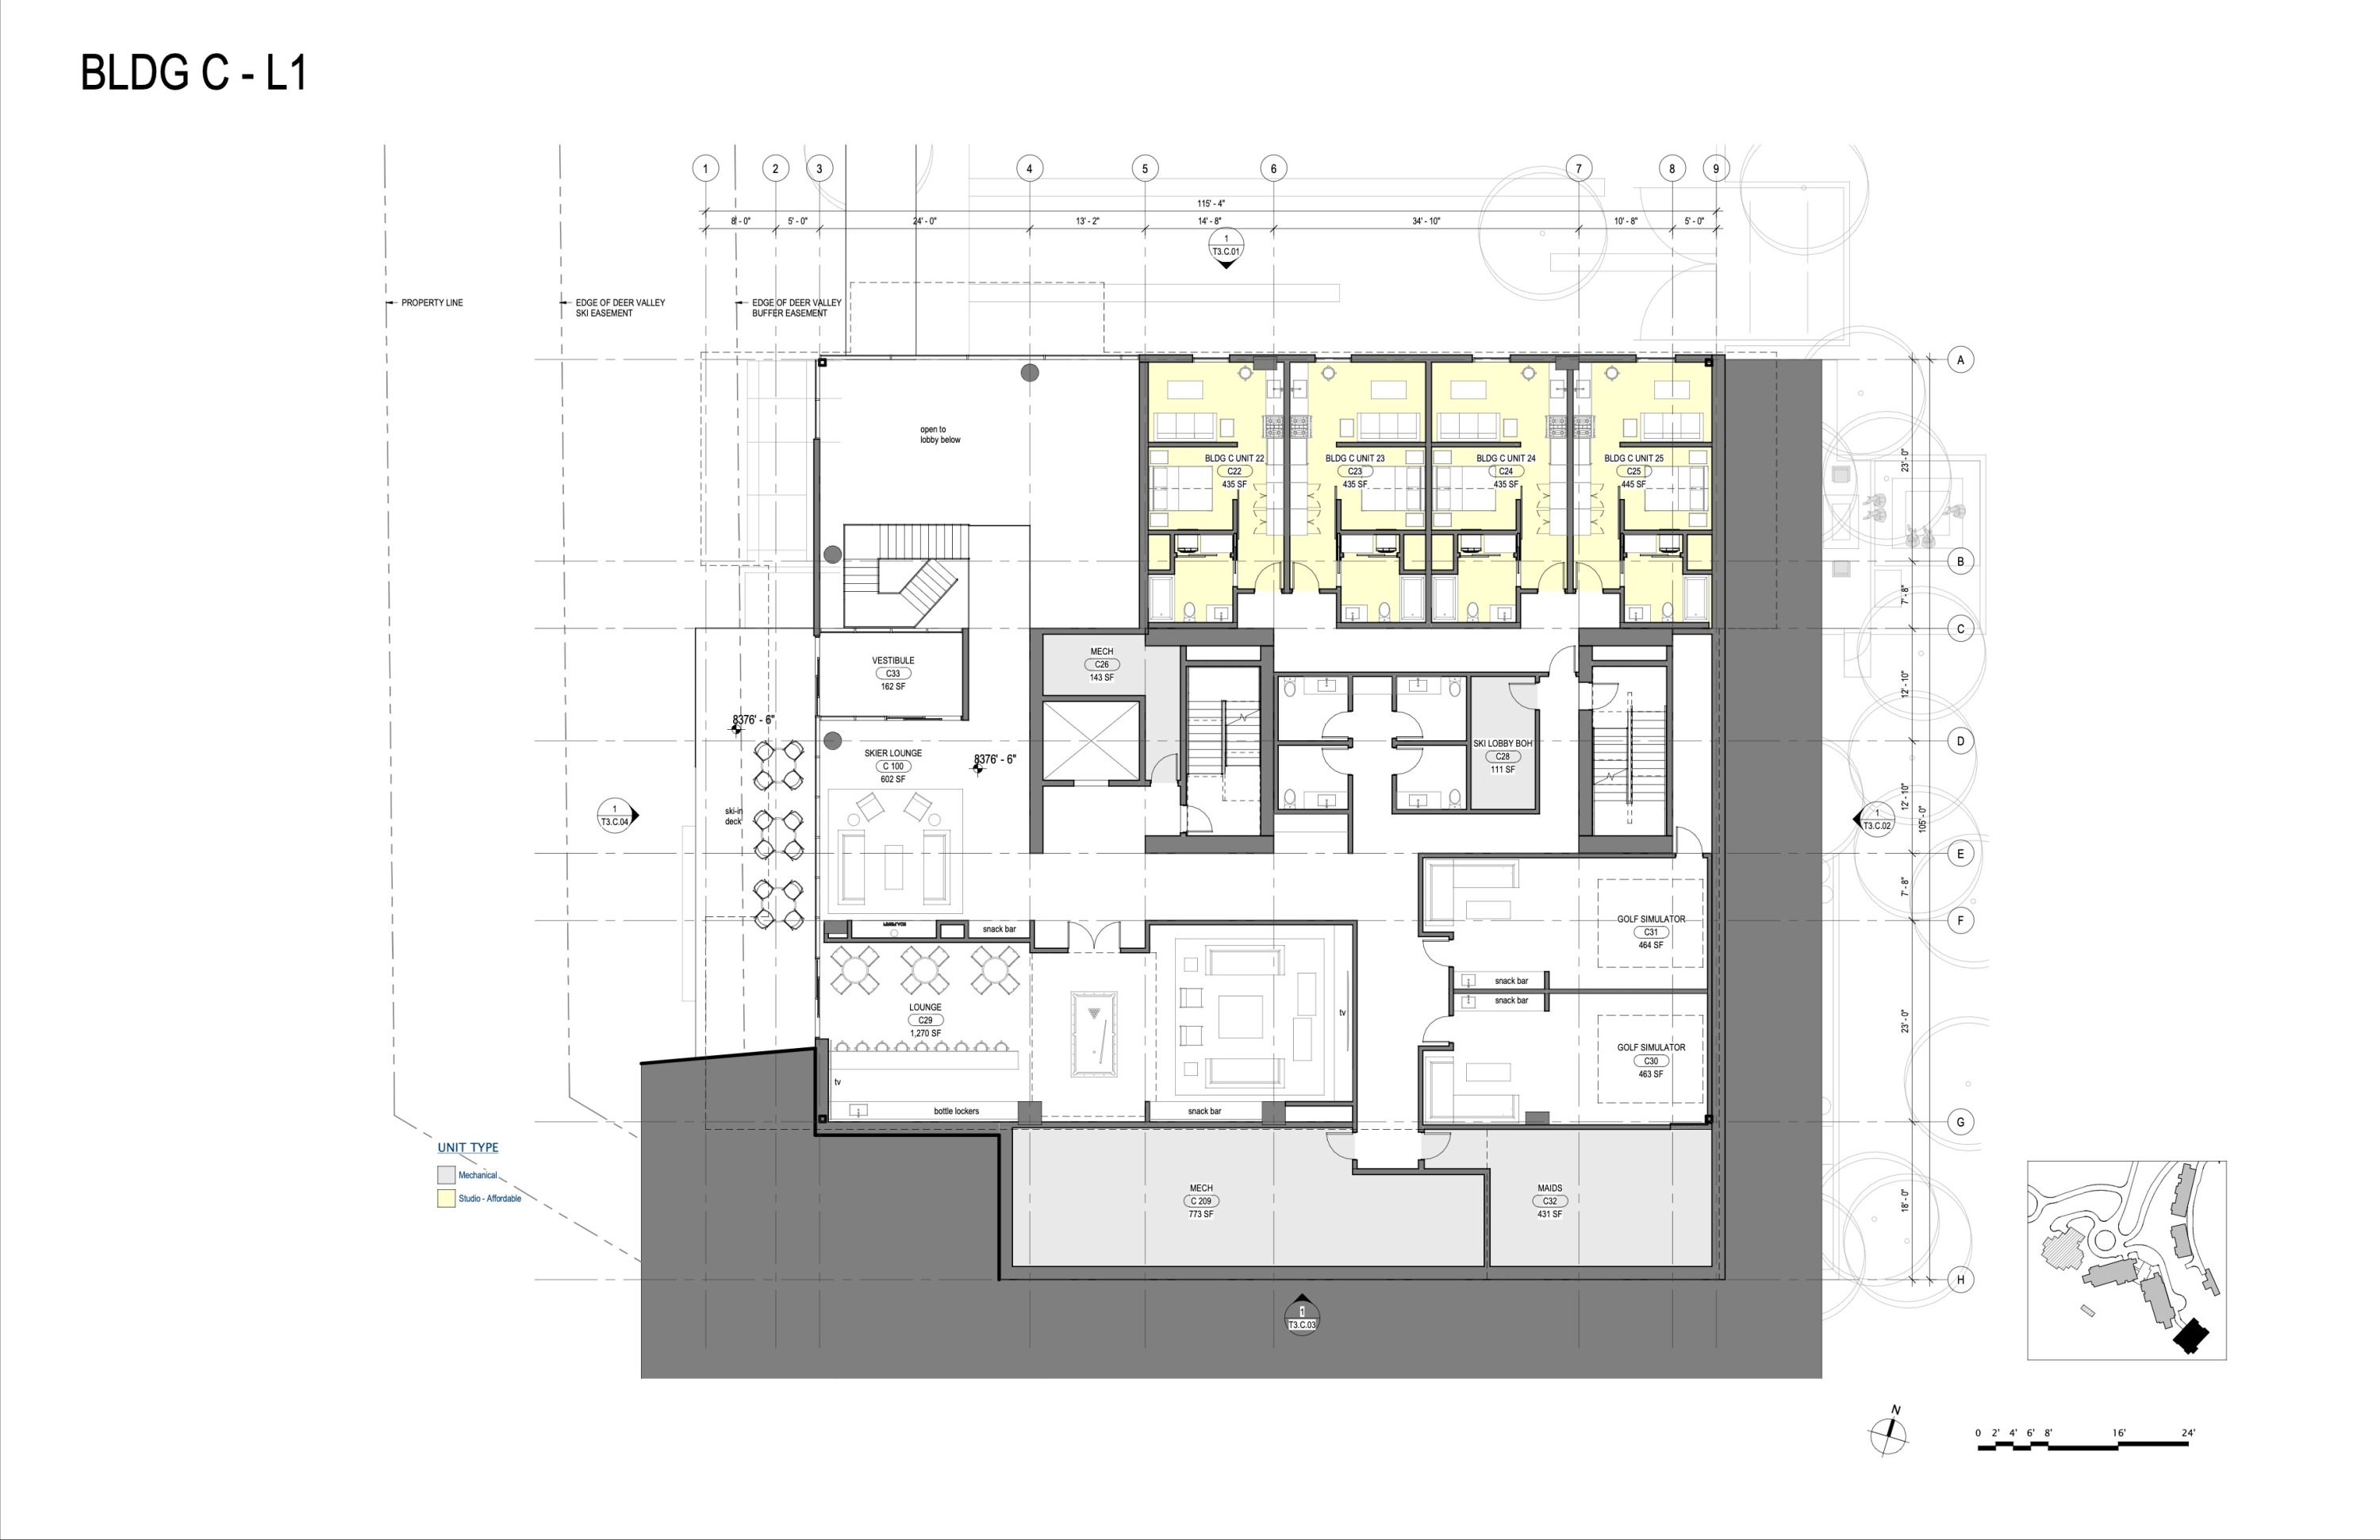 BLDG C - L1
1
2
3
4
5
6
7
8
9
115' - 4"
8' - 0"
5' - 0"
24' - 0"
13' - 2"
14' - 8"
34' - 10"
10' - 8"
5' - 0"
1
T3.C.01
PROPERTY LINE
EDGE OF DEER VALLEY
SKI EASEMENT
EDGE OF DEER VALLEY
BUFFER EASEMENT
A
open to
lobby below
BLDG C UNIT 22
C22
435 SF
BLDG C UNIT 23
C23
435 SF
BLDG C UNIT 24
C24
435 SF
BLDG C UNIT 25
C25
445 SF
23' - 0"
B
7' - 8"
C
VESTIBULE
C33
162 SF
MECH
C26
143 SF
12' - 10"
8376' - 6"
D
SKIER LOUNGE
C 100
602 SF
8376' - 6"
SKI LOBBY BOH
C28
111 SF
12' - 10"
105' - 0"
ski-in
deck
1
T3.C.04
1
T3.C.02
E
7' - 8"
F
snack bar
GOLF SIMULATOR
C31
464 SF
snack bar
snack bar
LOUNGE
C29
1,270 SF
tv
23' - 0"
GOLF SIMULATOR
C30
463 SF
tv
bottle lockers
snack bar
G
UNIT TYPE
Mechanical
Studio - Affordable
MECH
C 209
773 SF
MAIDS
C32
431 SF
18' - 0"
H
1
T3.C.03
N
0 2' 4' 6' 8' 16' 24'